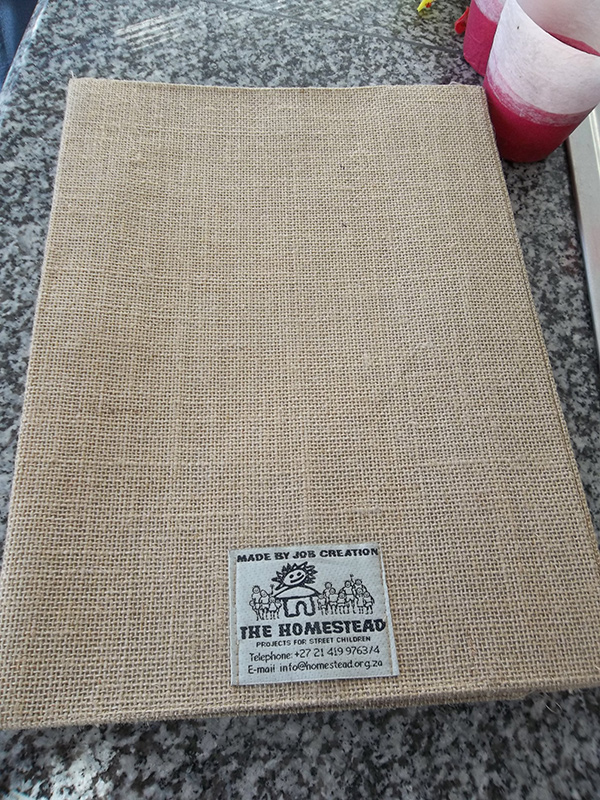 MADE BY JOB CREATION
THE HOMESTEAD
PROJECTS FOR STREET CHILDREN
Telephone: +27 21 419 9763/4
E-mail info@homestead.org.za